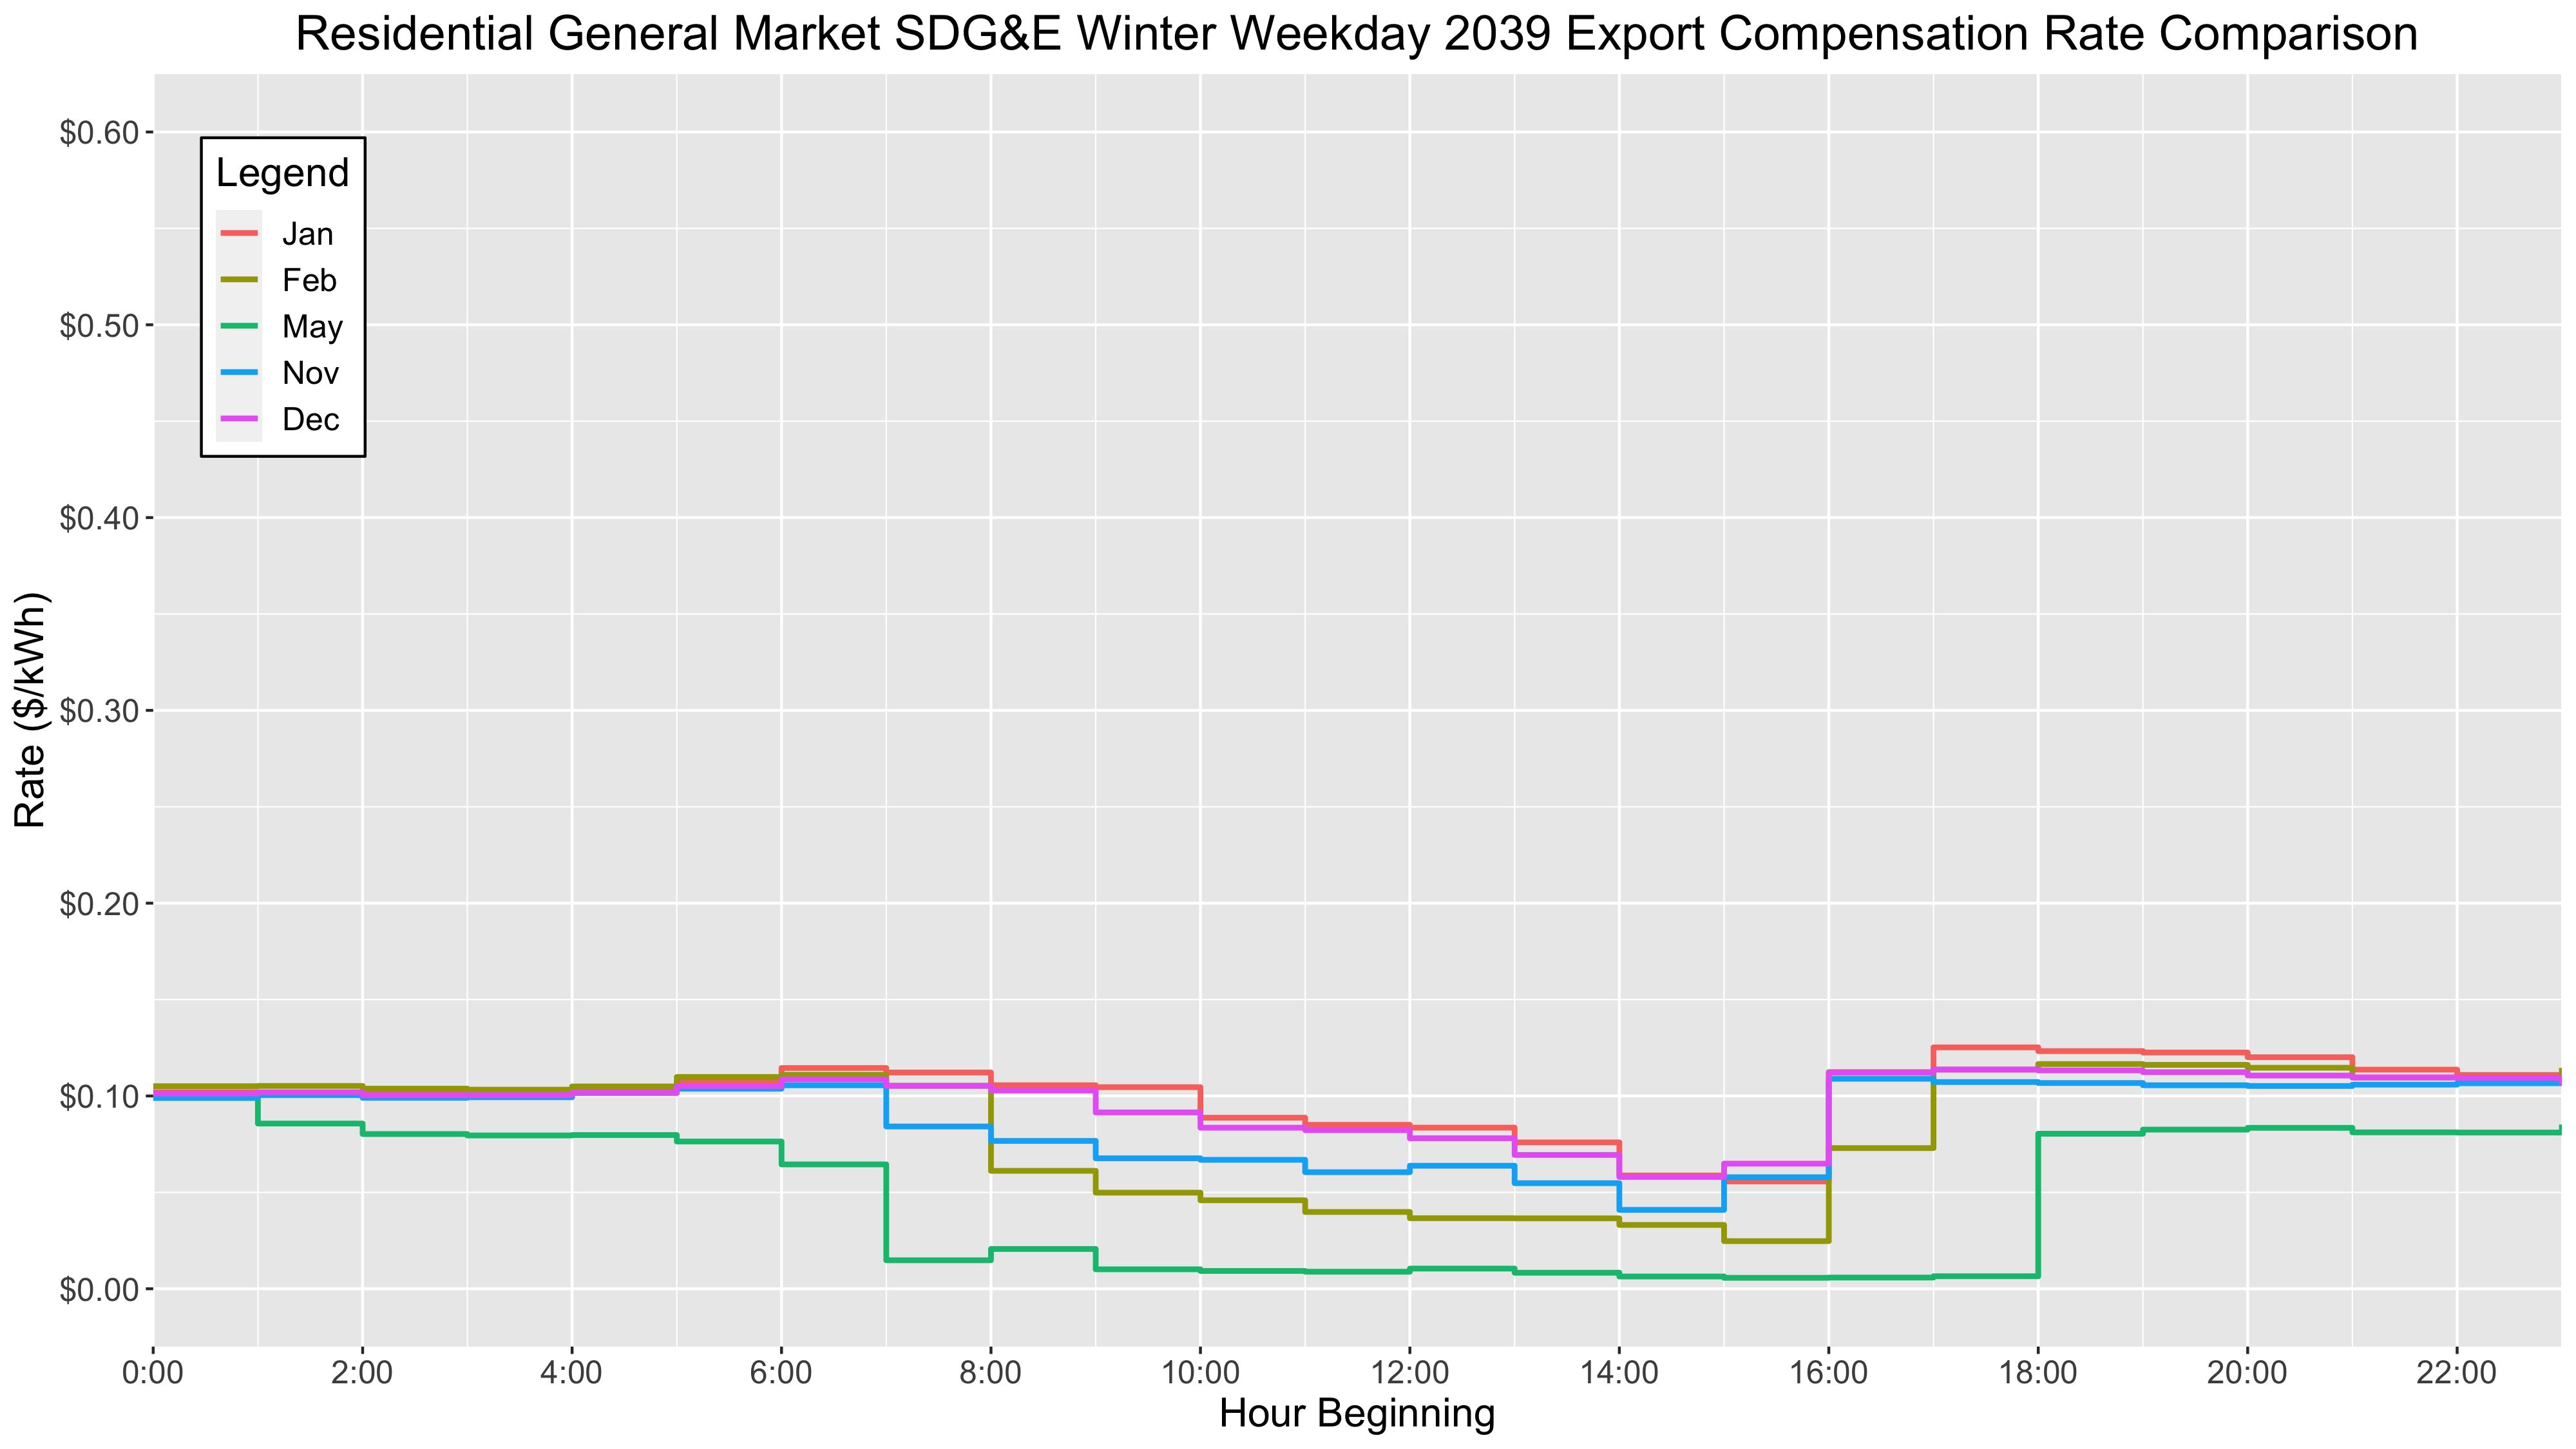 Residential General Market SDG&E Winter Weekday 2039 Export Compensation Rate Comparison
$0.60
$0.50
$0.40
$0.30
$0.20
$0.10
$0.00
Rate ($/kWh)
Legend
Jan
Feb
May
Nov
Dec
0:00 2:00 4:00 6:00 8:00 10:00 12:00 14:00 16:00 18:00 20:00 22:00
Hour Beginning